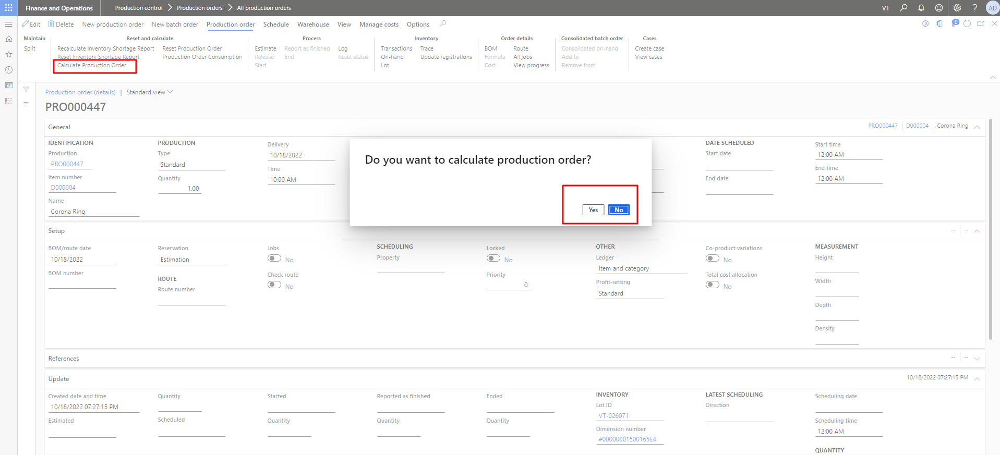 Finance and Operations
Production control > Production orders > All production orders
VT
AD
Edit Delete New production order New batch order Production order Schedule Warehouse View Manage costs Options
0
Maintain
Split
Reset and calculate
Recalculate Inventory Shortage Report
Reset Inventory Shortage Report
Calculate Production Order
Reset Production Order
Production Order Consumption
Process
Estimate
Release
Start
Report as finished
End
Log
Reset status
Inventory
Transactions
On-hand
Lot
Trace
Update registrations
Order details
BOM
Formula
Cost
Route
All jobs
View progress
Consolidated batch order
Consolidated on-hand
Add to
Remove from
Cases
Create case
View cases
Production order (details) | Standard view
PRO000447
General
PRO000447 D000004 Corona Ring
IDENTIFICATION
Production
PRO000447
Item number
D000004
Name
Corona Ring
PRODUCTION
Type
Standard
Quantity
1.00
Delivery
10/18/2022
Time
10:00 AM
Do you want to calculate production order?
Yes No
DATE SCHEDULED
Start date
End date
Start time
12:00 AM
End time
12:00 AM
Setup
-- --
BOM/route date
10/18/2022
BOM number
Reservation
Estimation
ROUTE
Route number
Jobs
No
Check route
No
SCHEDULING
Property
Locked
No
Priority
0
OTHER
Ledger
Item and category
Profit-setting
Standard
Co-product variations
No
Total cost allocation
No
MEASUREMENT
Height
Width
Depth
Density
References
-- --
Update
10/18/2022 07:27:15 PM
Created date and time
10/18/2022 07:27:15 PM
Estimated
Quantity
Scheduled
Started
Quantity
Reported as finished
Quantity
Ended
Quantity
INVENTORY
Lot ID
VT-026071
Dimension number
#00000001500165E4
LATEST SCHEDULING
Direction
Scheduling date
Scheduling time
12:00 AM
QUANTITY